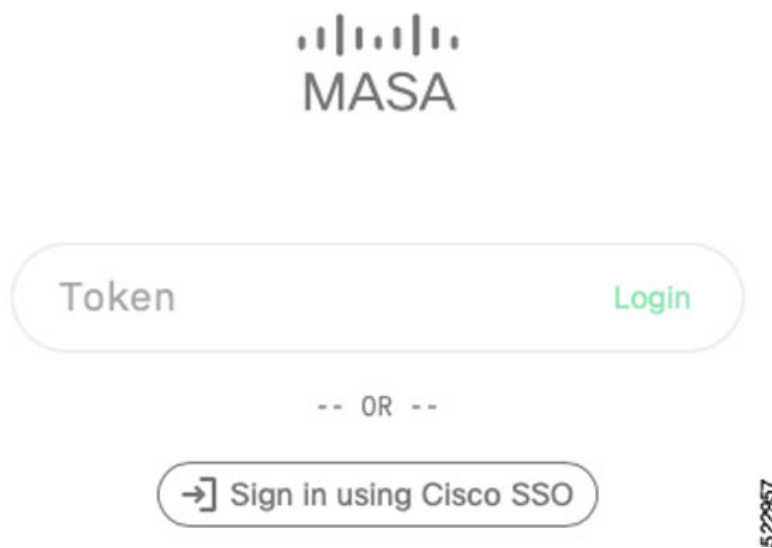 MASA
Token
Login
-- OR --
Sign in using Cisco SSO
522957